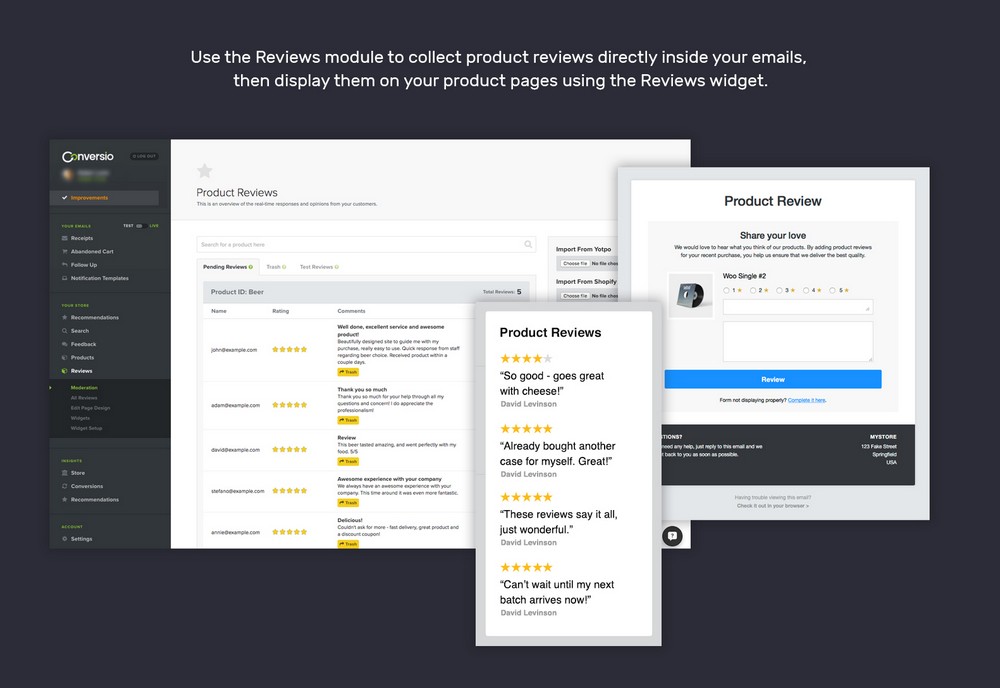 Use the Reviews module to collect product reviews directly inside your emails,
then display them on your product pages using the Reviews widget.
Conversio
LOG OUT
Improvements
YOUR EMAILS
TEST
LIVE
Receipts
Abandoned Cart
Follow Up
Notification Templates
YOUR STORE
Recommendations
Search
Feedback
Products
Reviews
Moderation
All Reviews
Edit Page Design
Widgets
Widget Setup
INSIGHTS
Store
Conversions
Recommendations
ACCOUNT
Settings
Product Reviews
This is an overview of the real-time responses and opinions from your customers.
Search for a product here
Pending Reviews
Trash
Test Reviews
Product ID: Beer
Total Reviews: 5
Name
Rating
Comments
john@example.com
Well done, excellent service and awesome
product!
Beautifully designed site to guide me with my
purchase, really easy to use. Quick response from staff
regarding beer choice. Received product within a
couple days.
Trash
adam@example.com
Thank you so much
Thank you so much for your help through all my
questions and concern! I do appreciate the
professionalism!
Trash
david@example.com
Review
This beer tasted amazing, and went perfectly with my
food. 5/5
Trash
stefano@example.com
Awesome experience with your company
We always have an awesome experience with your
company. This time around it was even more fantastic.
Trash
annie@example.com
Delicious!
Couldn't ask for more - fast delivery, great product and
a discount coupon!
Trash
Import From Yotpo
Choose file
No file
Import From Shopify
Choose file
No file
Product Reviews
“So good - goes great
with cheese!”
David Levinson
“Already bought another
case for myself. Great!”
David Levinson
“These reviews say it all,
just wonderful.”
David Levinson
“Can’t wait until my next
batch arrives now!”
David Levinson
Product Review
Share your love
We would love to hear what you think of our products. By adding product reviews
for your recent purchase, you help us ensure that we deliver the best quality.
Woo Single #2
1 ★ 2 ★ 3 ★ 4 ★ 5 ★
Review
Form not displaying properly? Complete it here.
STIONS?
need any help, just reply to this email and we
t back to you as soon as possible.
MYSTORE
123 Fake Street
Springfield
USA
Having trouble viewing this email?
Check it out in your browser »